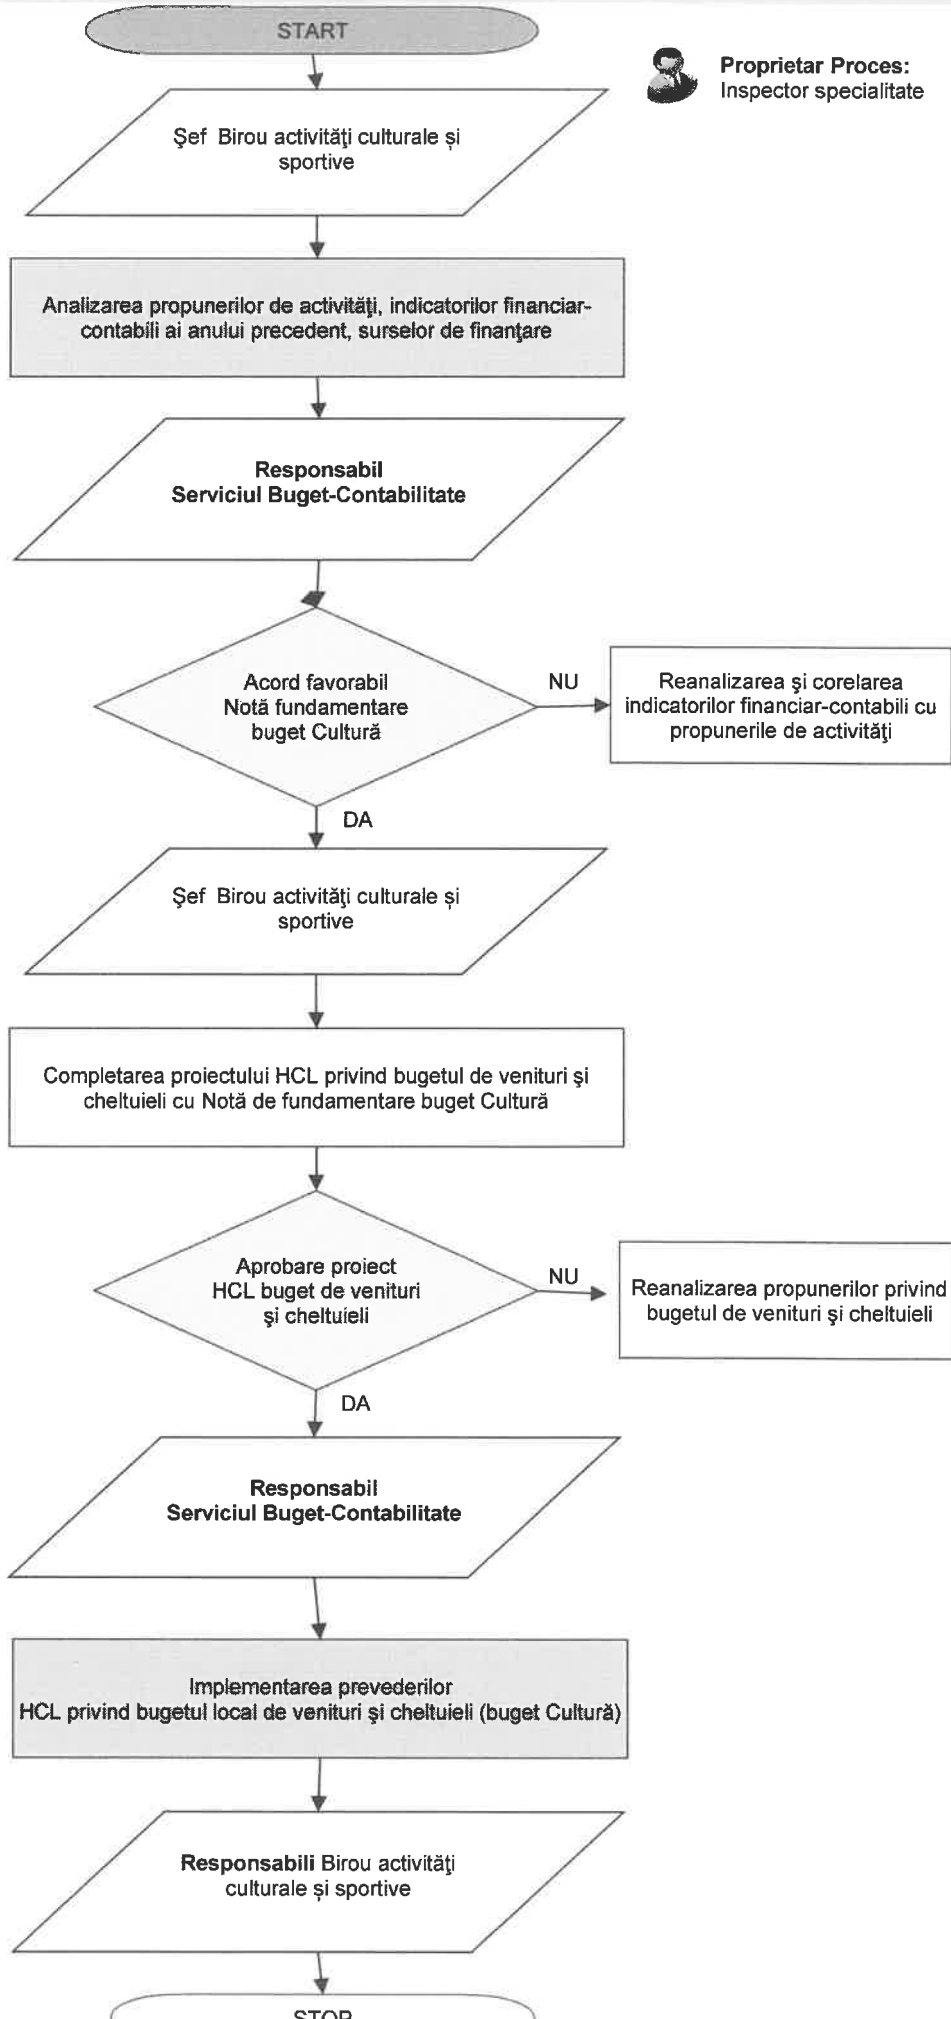 START
Proprietar Proces:
Inspector specialitate
Şef Birou activităţi culturale și
sportive
Analizarea propunerilor de activităţi, indicatorilor financiar-
contabili ai anului precedent, surselor de finanţare
Responsabil
Serviciul Buget-Contabilitate
Acord favorabil
Notă fundamentare
buget Cultură
NU
Reanalizarea şi corelarea
indicatorilor financiar-contabili cu
propunerile de activităţi
DA
Şef Birou activităţi culturale și
sportive
Completarea proiectului HCL privind bugetul de venituri şi
cheltuieli cu Notă de fundamentare buget Cultură
Aprobare proiect
HCL buget de venituri
şi cheltuieli
NU
Reanalizarea propunerilor privind
bugetul de venituri şi cheltuieli
DA
Responsabil
Serviciul Buget-Contabilitate
Implementarea prevederilor
HCL privind bugetul local de venituri şi cheltuieli (buget Cultură)
Responsabili Birou activităţi
culturale și sportive
STOP